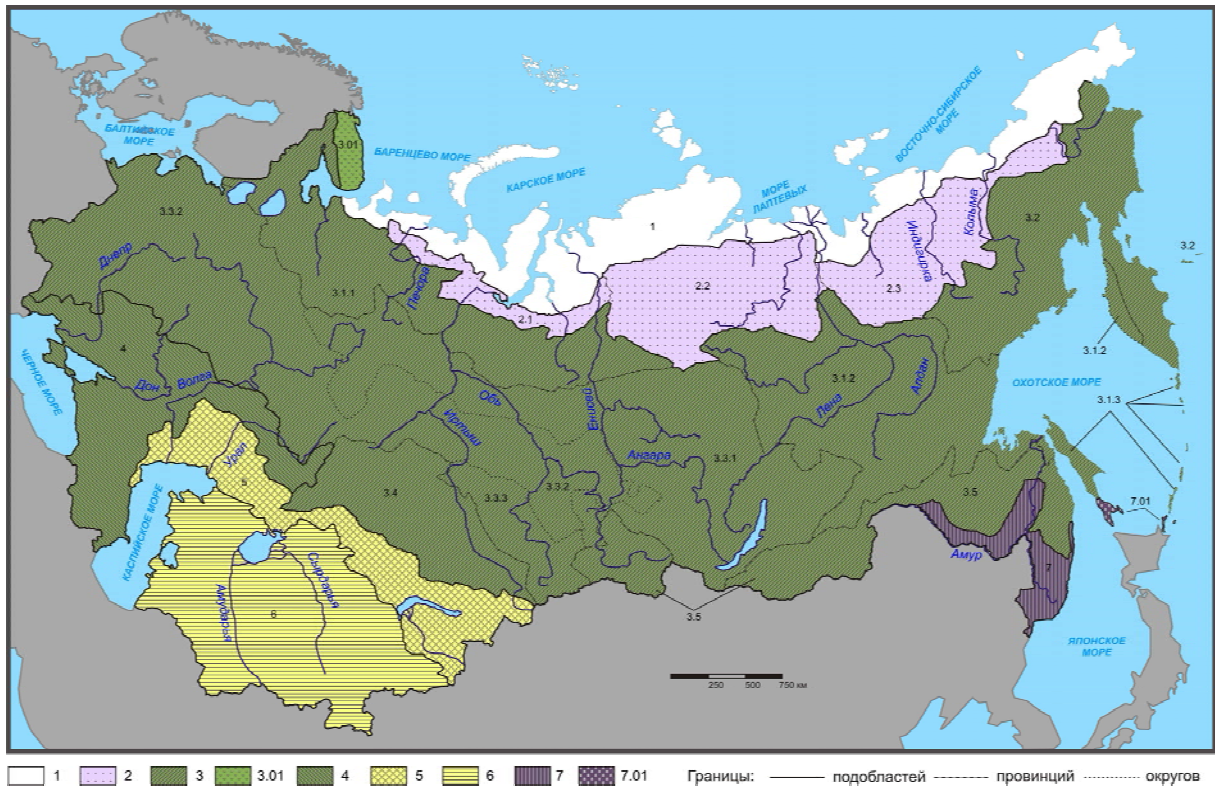 БАЛТИЙСКОЕ
МОРЕ
БАРЕНЦЕВО МОРЕ
КАРСКОЕ МОРЕ
МОРЕ
ЛАПТЕВЫХ
ВОСТОЧНО-СИБИРСКОЕ
МОРЕ
3.01
3.3.2
1
Колыма
3.2
3.2
Индигирка
Днепр
3.1.1
Печора
2.2
2.3
2.1
4
3.1.2
3.1.2
Алдан
ОХОТСКОЕ МОРЕ
ЧЕРНОЕ МОРЕ
Дон
Волга
Обь
Енисей
Лена
3.1.3
Иртыш
Урал
Ангара
3.3.1
5
3.4
3.3.3
3.3.2
3.5
7.01
КАСПИЙСКОЕ МОРЕ
Амур
7
Сырдарья
Амударья
6
3.5
ЯПОНСКОЕ
МОРЕ
250 500 750 км
1 2 3 3.01 4 5 6 7 7.01 Границы: подобластей провинций округов